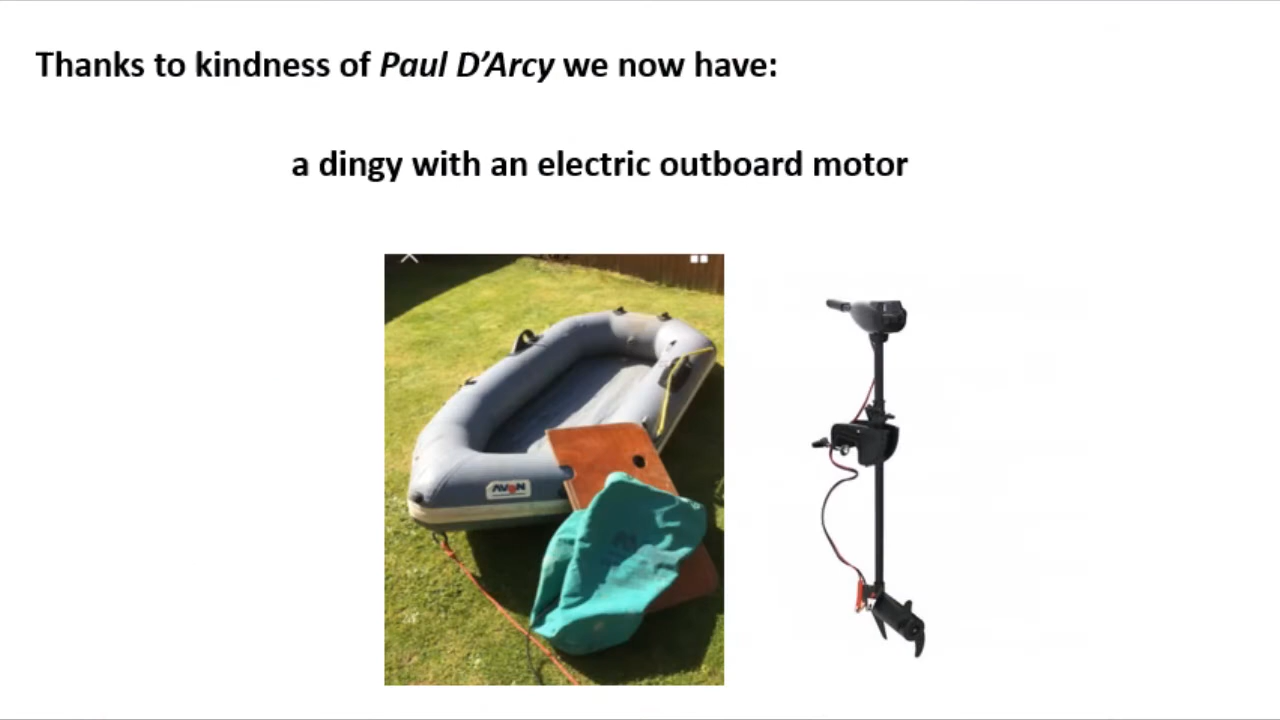 Thanks to kindness of Paul D’Arcy we now have:
a dingy with an electric outboard motor
AVON